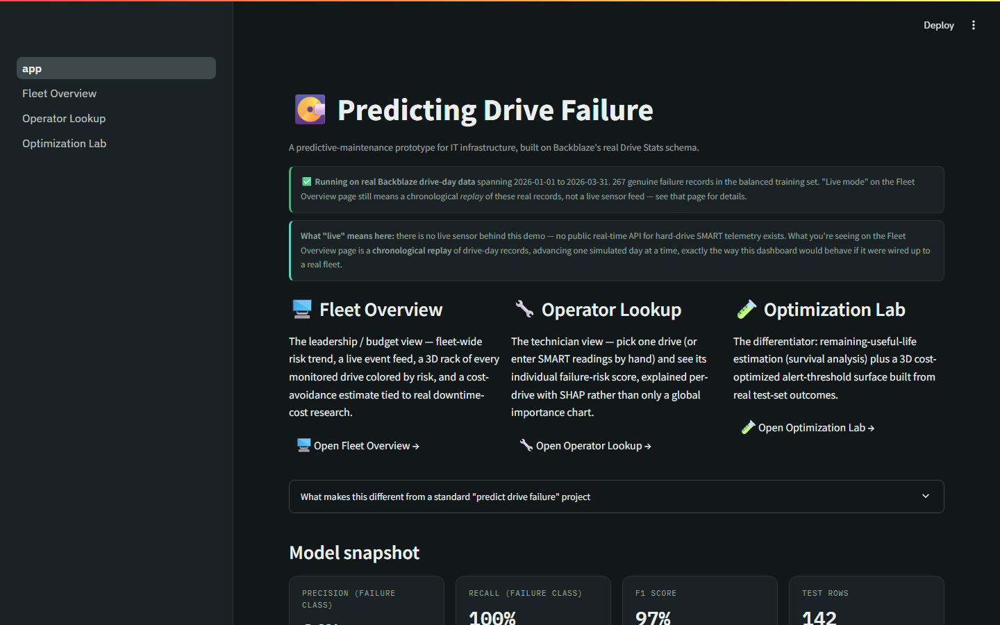 Deploy
app
Fleet Overview
Operator Lookup
Optimization Lab
Predicting Drive Failure
A predictive-maintenance prototype for IT infrastructure, built on Backblaze's real Drive Stats schema.
Running on real Backblaze drive-day data spanning 2026-01-01 to 2026-03-31. 267 genuine failure records in the balanced training set. "Live mode" on the Fleet
Overview page still means a chronological replay of these real records, not a live sensor feed — see that page for details.
What "live" means here: there is no live sensor behind this demo — no public real-time API for hard-drive SMART telemetry exists. What you're seeing on the Fleet
Overview page is a chronological replay of drive-day records, advancing one simulated day at a time, exactly the way this dashboard would behave if it were wired up to
a real fleet.
Fleet Overview
The leadership / budget view — fleet-wide
risk trend, a live event feed, a 3D rack of every
monitored drive colored by risk, and a cost-
avoidance estimate tied to real downtime-
cost research.
Open Fleet Overview →
Operator Lookup
The technician view — pick one drive (or
enter SMART readings by hand) and see its
individual failure-risk score, explained per-
drive with SHAP rather than only a global
importance chart.
Open Operator Lookup →
Optimization Lab
The differentiator: remaining-useful-life
estimation (survival analysis) plus a 3D cost-
optimized alert-threshold surface built from
real test-set outcomes.
Open Optimization Lab →
What makes this different from a standard "predict drive failure" project
Model snapshot
PRECISION (FAILURE
CLASS)
RECALL (FAILURE CLASS)
100%
F1 SCORE
97%
TEST ROWS
142